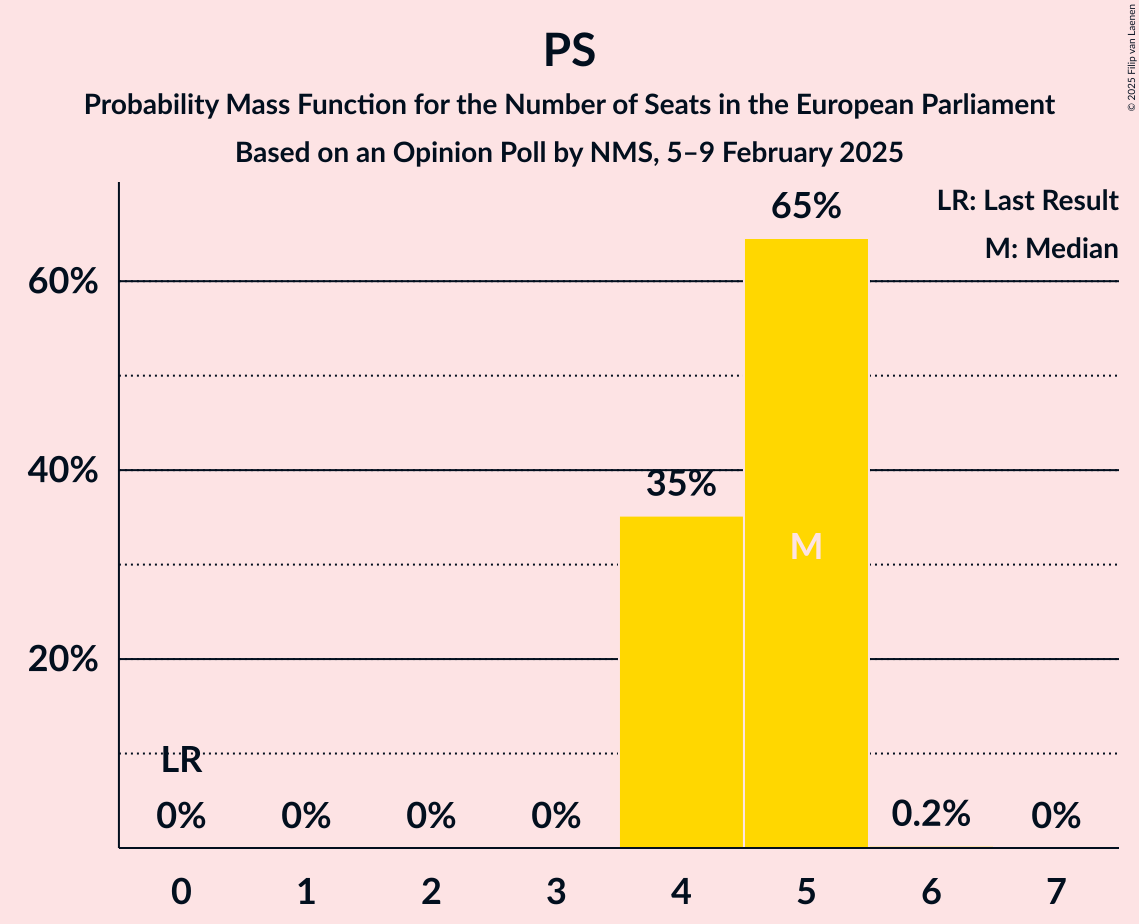 PS
Probability Mass Function for the Number of Seats in the European Parliament
Based on an Opinion Poll by NMS, 5–9 February 2025
© 2025 Filip van Laenen
LR: Last Result
M: Median
65%
60%
40%
35%
M
20%
LR
0% 0% 0% 0% 0.2% 0%
0 1 2 3 4 5 6 7